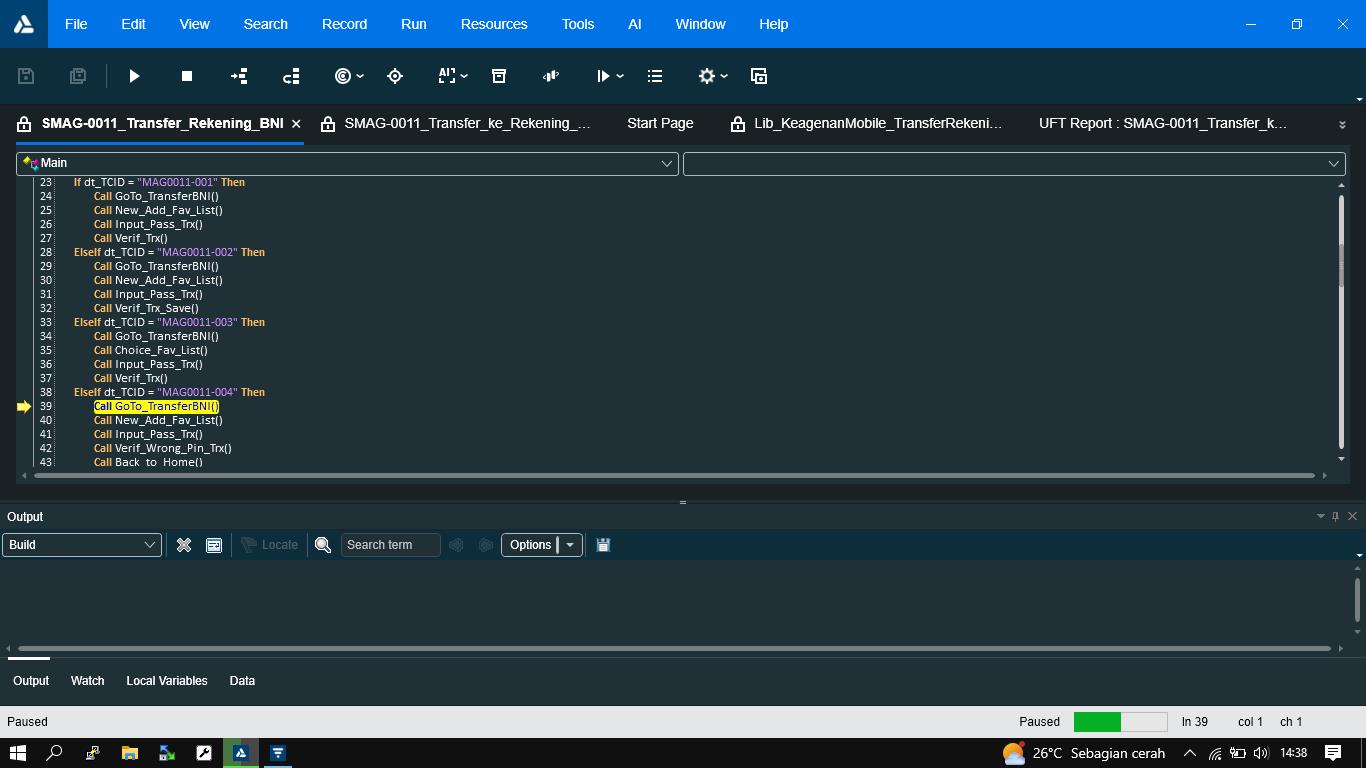 File Edit View Search Record Run Resources Tools AI Window Help
AI
SMAG-0011_Transfer_Rekening_BNI SMAG-0011_Transfer_ke_Rekening_... Start Page Lib_KeagenanMobile_TransferRekeni... UFT Report : SMAG-0011_Transfer_k...
Main
23 If dt_TCID = "MAG0011-001" Then
24 Call GoTo_TransferBNI()
25 Call New_Add_Fav_List()
26 Call Input_Pass_Trx()
27 Call Verif_Trx()
28 ElseIf dt_TCID = "MAG0011-002" Then
29 Call GoTo_TransferBNI()
30 Call New_Add_Fav_List()
31 Call Input_Pass_Trx()
32 Call Verif_Trx_Save()
33 ElseIf dt_TCID = "MAG0011-003" Then
34 Call GoTo_TransferBNI()
35 Call Choice_Fav_List()
36 Call Input_Pass_Trx()
37 Call Verif_Trx()
38 ElseIf dt_TCID = "MAG0011-004" Then
39 Call GoTo_TransferBNI()
40 Call New_Add_Fav_List()
41 Call Input_Pass_Trx()
42 Call Verif_Wrong_Pin_Trx()
43 Call Back_to_Home()
Output
Build Locate Search term Options
Output Watch Local Variables Data
Paused Paused ln 39 col 1 ch 1
26°C Sebagian cerah 14:38